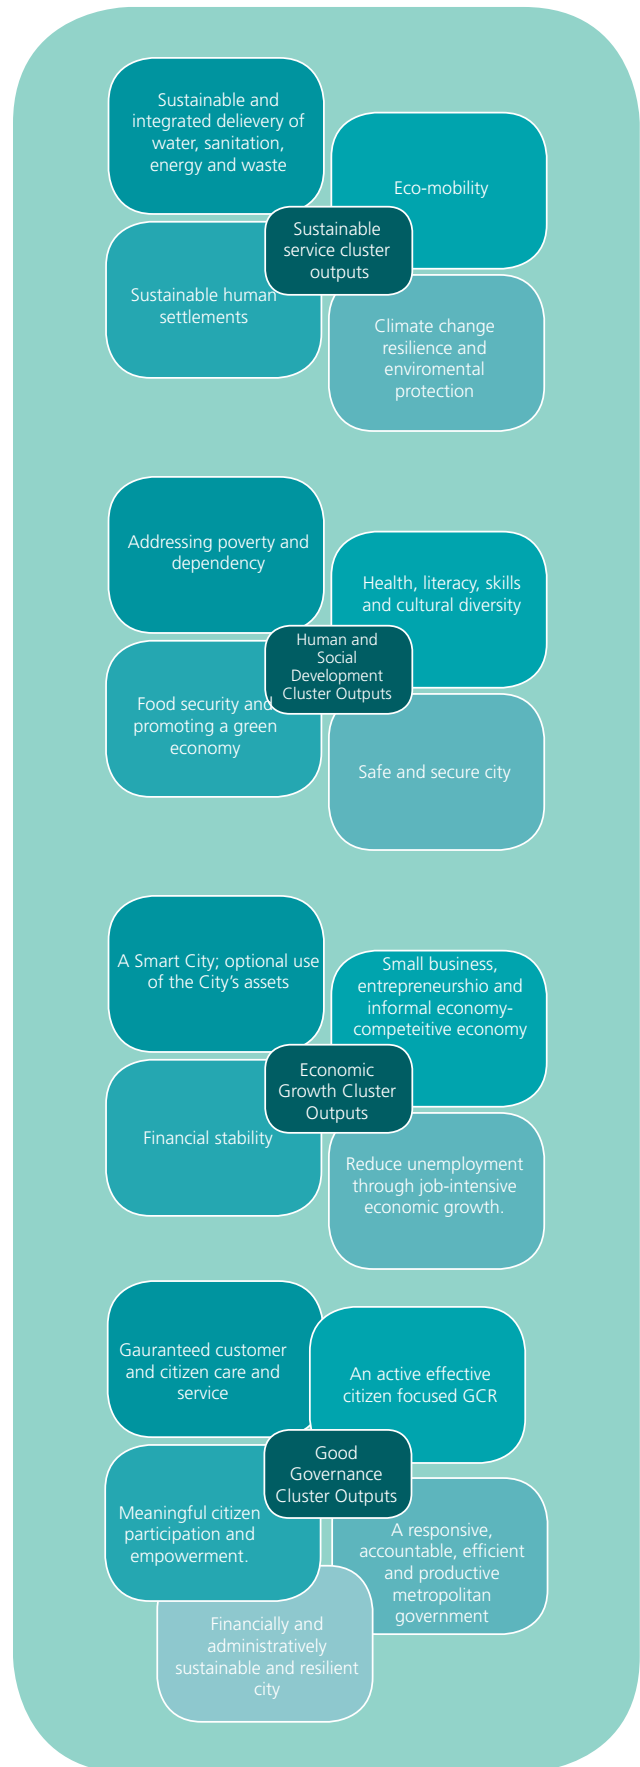 Sustainable and
integrated delievery of
water, sanitation,
energy and waste
Eco-mobility
Sustainable
service cluster
outputs
Sustainable human
settlements
Climate change
resilience and
enviromental
protection
Addressing poverty and
dependency
Health, literacy, skills
and cultural diversity
Human and
Social
Development
Cluster Outputs
Food security and
promoting a green
economy
Safe and secure city
A Smart City; optional use
of the City's assets
Small business,
entrepreneurshio and
informal economy-
competeitive economy
Economic
Growth Cluster
Outputs
Financial stability
Reduce unemployment
through job-intensive
economic growth.
Gauranteed customer
and citizen care and
service
An active effective
citizen focused GCR
Good
Governance
Cluster Outputs
Meaningful citizen
participation and
empowerment.
A responsive,
accountable, efficient
and productive
metropolitan
government
Financially and
administratively
sustainable and resilient
city